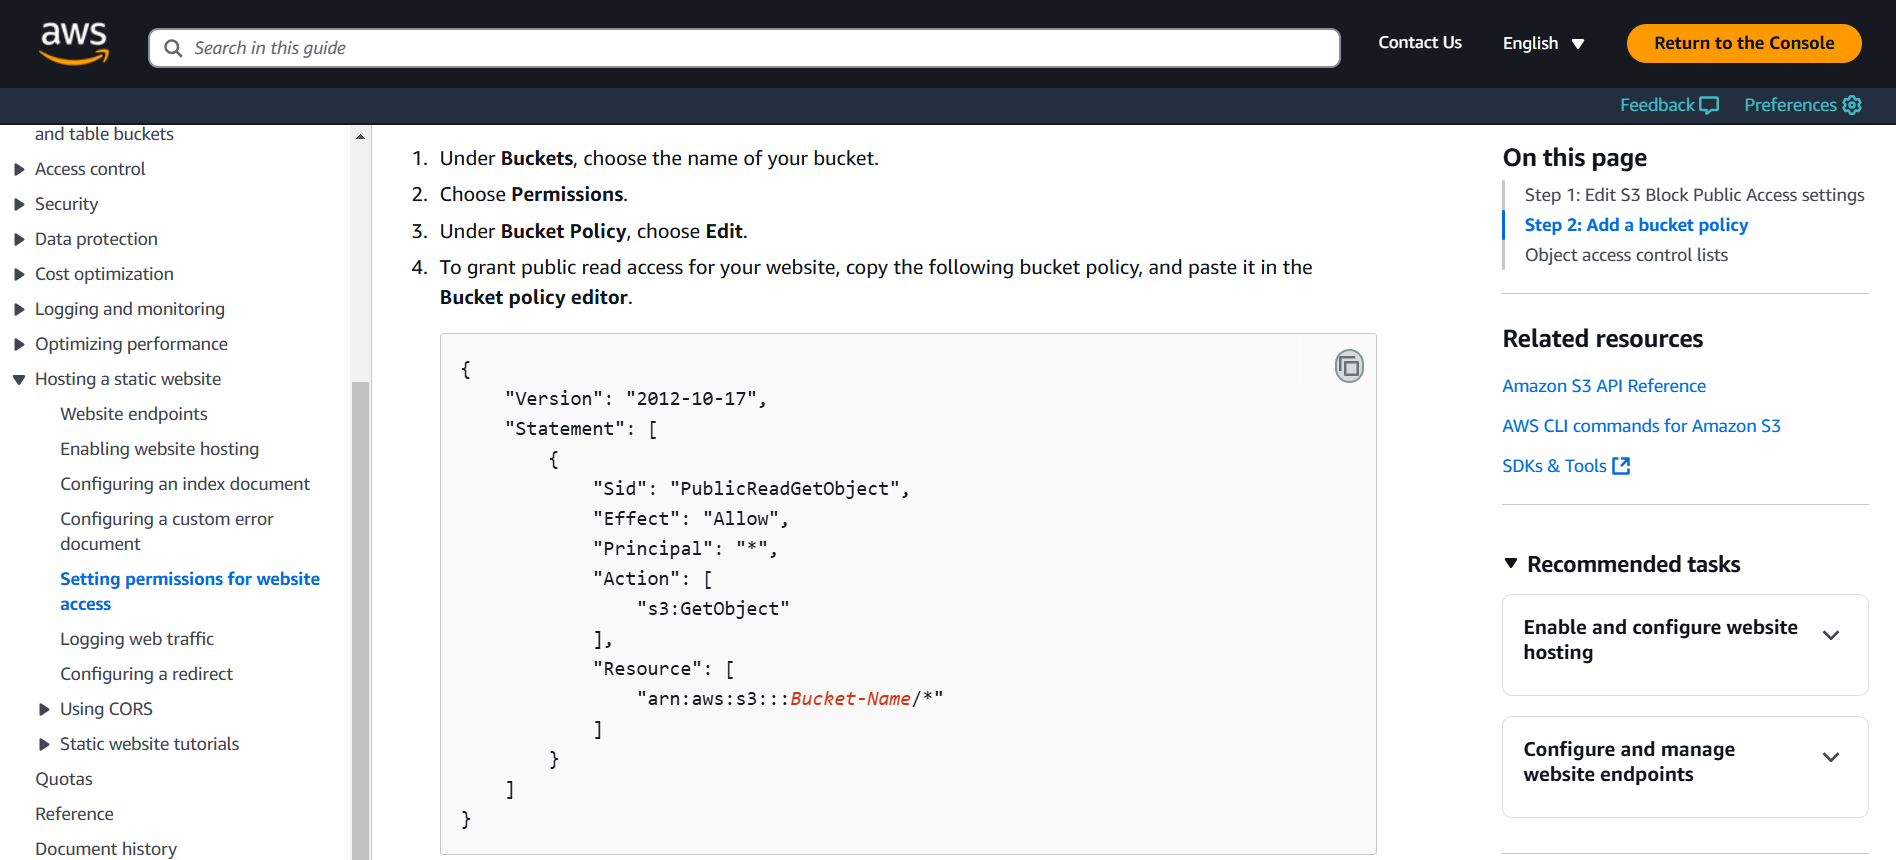 aws
Search in this guide
Contact Us
English
Return to the Console
Feedback
Preferences
and table buckets
Access control
Security
Data protection
Cost optimization
Logging and monitoring
Optimizing performance
Hosting a static website
Website endpoints
Enabling website hosting
Configuring an index document
Configuring a custom error
document
Setting permissions for website
access
Logging web traffic
Configuring a redirect
Using CORS
Static website tutorials
Quotas
Reference
Document history
1. Under Buckets, choose the name of your bucket.
2. Choose Permissions.
3. Under Bucket Policy, choose Edit.
4. To grant public read access for your website, copy the following bucket policy, and paste it in the
Bucket policy editor.
{
    "Version": "2012-10-17",
    "Statement": [
        {
            "Sid": "PublicReadGetObject",
            "Effect": "Allow",
            "Principal": "*",
            "Action": [
                "s3:GetObject"
            ],
            "Resource": [
                "arn:aws:s3:::Bucket-Name/*"
            ]
        }
    ]
}
On this page
Step 1: Edit S3 Block Public Access settings
Step 2: Add a bucket policy
Object access control lists
Related resources
Amazon S3 API Reference
AWS CLI commands for Amazon S3
SDKs & Tools
Recommended tasks
Enable and configure website
hosting
Configure and manage
website endpoints